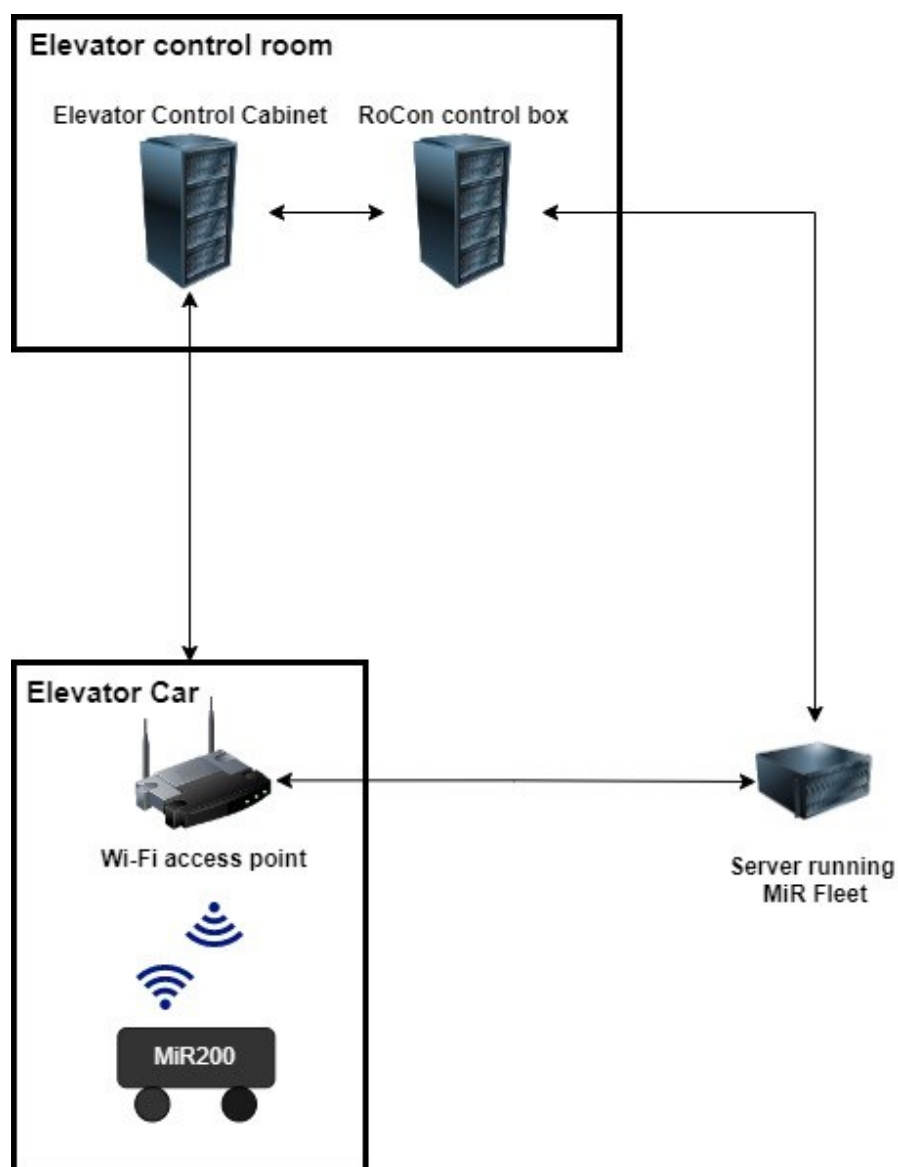 Elevator control room
Elevator Control Cabinet
RoCon control box
Elevator Car
Wi-Fi access point
Server running
MiR Fleet
MiR200